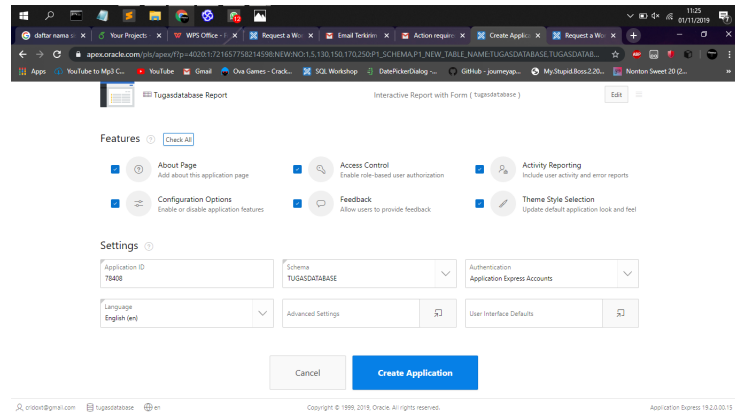 11:25
01/11/2019
daftar nama si
Your Projects
WPS Office - F
Request a Wo
Email Terkirim
Action require
Create Applica
Request a Wo
apex.oracle.com/pls/apex/f?p=4020:1:721657758214598:NEW:NO:1,5,130,150,170,250:P1_SCHEMA,P1_NEW_TABLE_NAME:TUGASDATABASE,TUGASDATAB...
Apps
YouTube to Mp3 C...
YouTube
Gmail
Ova Games - Crack...
SQL Workshop
DatePickerDialog -...
GitHub - journeyap...
My.Stupid.Boss.2.20...
Nonton Sweet 20 (2...
Tugasdatabase Report
Interactive Report with Form ( tugasdatabase )
Edit
Features
Check All
About Page
Add about this application page
Access Control
Enable role-based user authorization
Activity Reporting
Include user activity and error reports
Configuration Options
Enable or disable application features
Feedback
Allow users to provide feedback
Theme Style Selection
Update default application look and feel
Settings
Application ID
78408
Schema
TUGASDATABASE
Authentication
Application Express Accounts
Language
English (en)
Advanced Settings
User Interface Defaults
Cancel
Create Application
tugasdatabase
en
Copyright © 1999, 2019, Oracle. All rights reserved.
Application Express 19.2.0.00.15